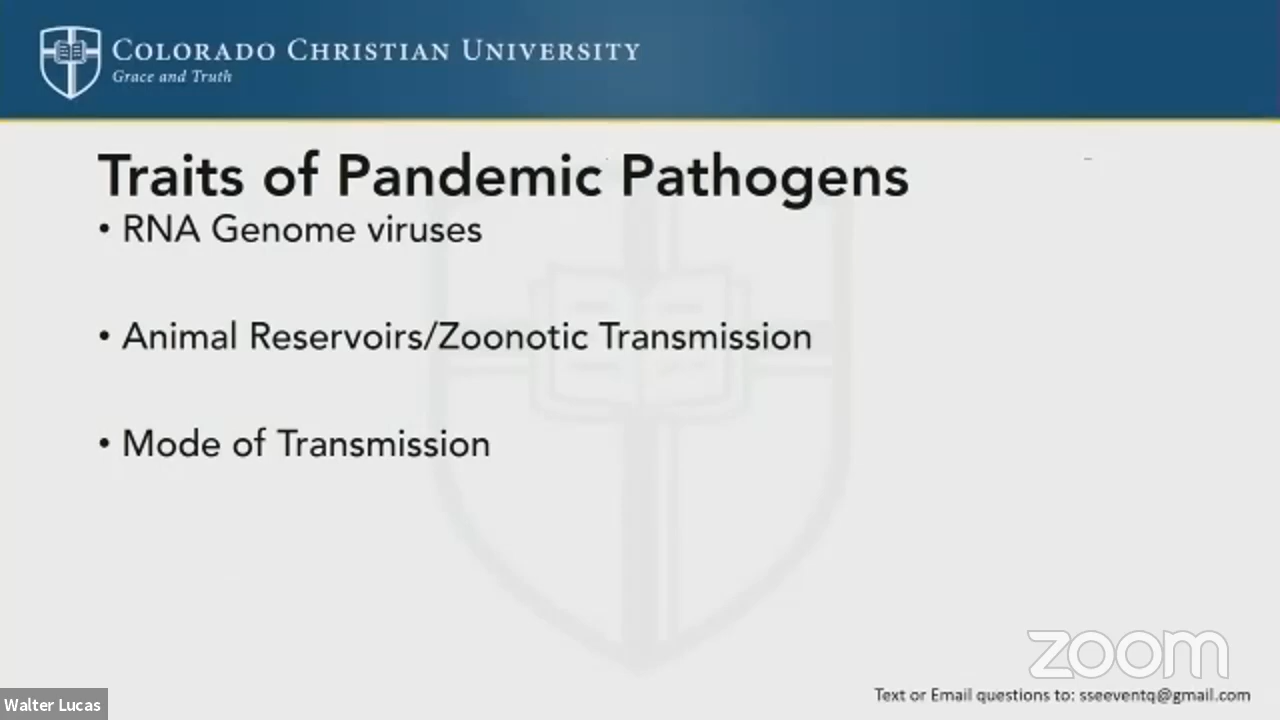 COLORADO CHRISTIAN UNIVERSITY
Grace and Truth
Traits of Pandemic Pathogens
• RNA Genome viruses
• Animal Reservoirs/Zoonotic Transmission
• Mode of Transmission
zoom
Text or Email questions to: sseeventq@gmail.com
Walter Lucas